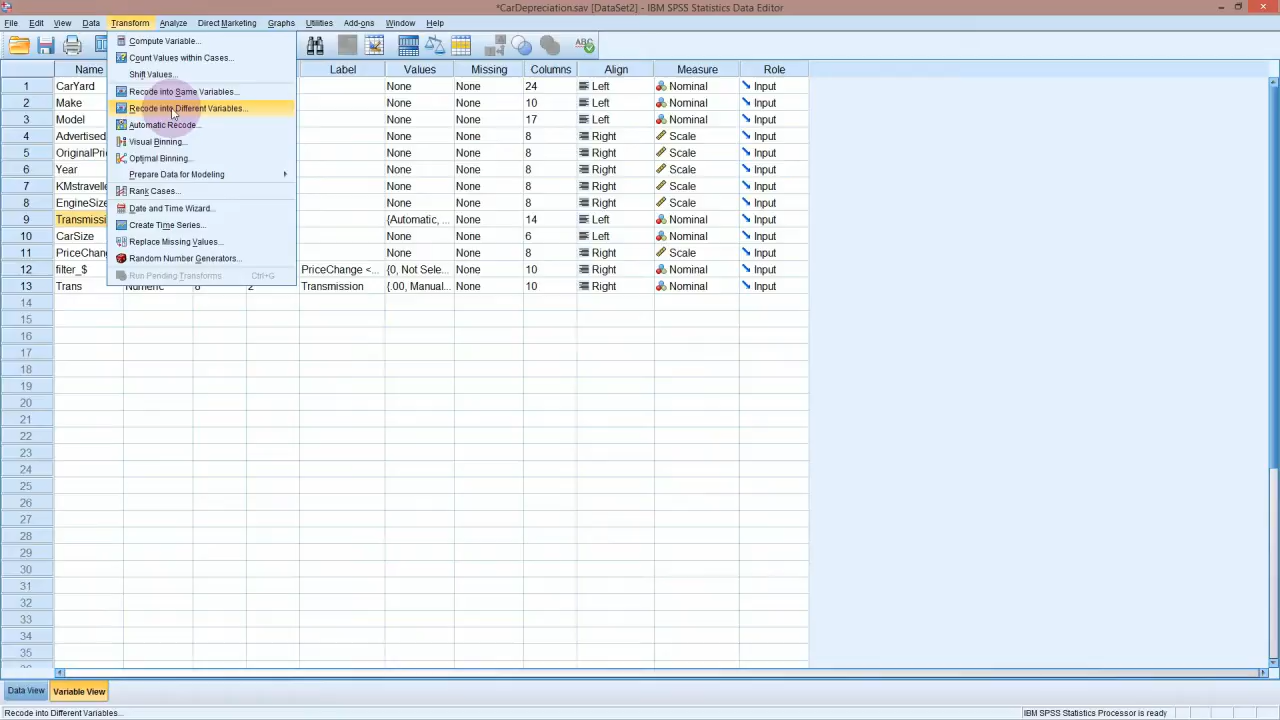 *CarDepreciation.sav [DataSet2] - IBM SPSS Statistics Data Editor
File Edit View Data Transform Analyze Direct Marketing Graphs Utilities Add-ons Window Help
Compute Variable...
Count Values within Cases...
Shift Values...
Recode into Same Variables...
Recode into Different Variables...
Automatic Recode...
Visual Binning...
Optimal Binning...
Prepare Data for Modeling
Rank Cases...
Date and Time Wizard...
Create Time Series...
Replace Missing Values...
Random Number Generators...
Run Pending Transforms Ctrl+G
Name Label Values Missing Columns Align Measure Role
1 CarYard None None 24 Left Nominal Input
2 Make None None 10 Left Nominal Input
3 Model None None 17 Left Nominal Input
4 Advertised None None 8 Right Scale Input
5 OriginalPri None None 8 Right Scale Input
6 Year None None 8 Right Scale Input
7 KMstravelle None None 8 Right Scale Input
8 EngineSize None None 8 Right Scale Input
9 Transmissi {Automatic, ... None 14 Left Nominal Input
10 CarSize None None 6 Left Nominal Input
11 PriceChang None None 8 Right Scale Input
12 filter_$ PriceChange <... {0, Not Sele... None 10 Right Nominal Input
13 Trans Numeric 8 2 Transmission {.00, Manual... None 10 Right Nominal Input
14
15
16
17
18
19
20
21
22
23
24
25
26
27
28
29
30
31
32
33
34
35
Data View Variable View
Recode into Different Variables... IBM SPSS Statistics Processor is ready